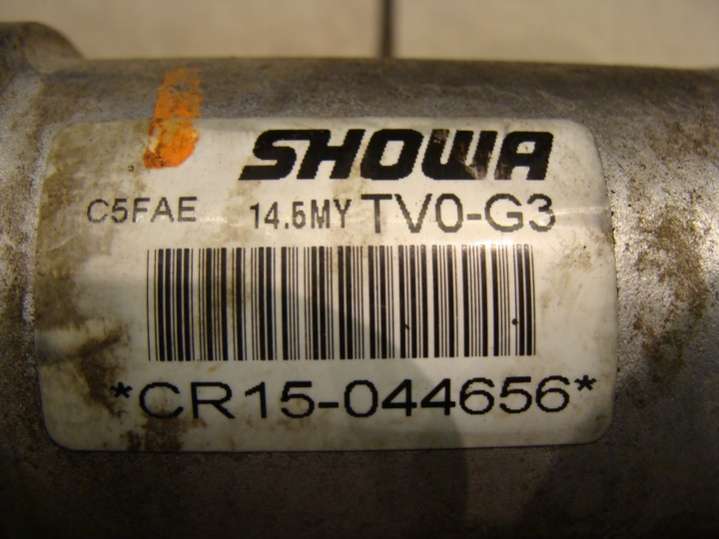 SHOWA
C5FAE 14.5MY TV0-G3
*CR15-044656*